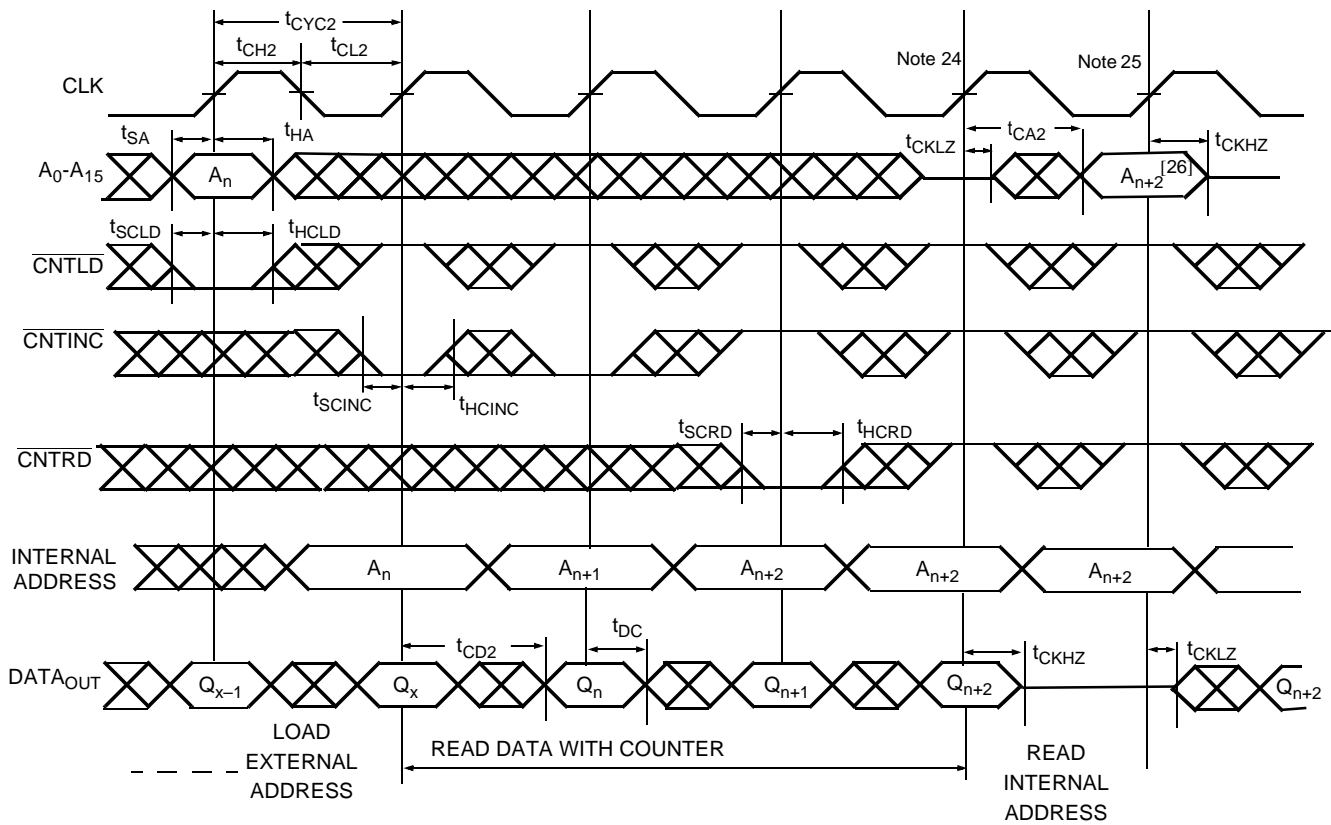 tCYC2
tCH2 tCL2
Note 24 Note 25
CLK
tSA tHA tCKLZ tCA2 tCKHZ
A0-A15 An An+2[26]
tSCLD tHCLD
CNTLD
CNTINC
tSCINC tHCINC
tSCRD tHCRD
CNTRD
INTERNAL
ADDRESS
An An+1 An+2 An+2 An+2
tCD2 tDC tCKHZ tCKLZ
DATAOUT Qx–1 Qx Qn Qn+1 Qn+2 Qn+2
LOAD
EXTERNAL
ADDRESS
READ DATA WITH COUNTER
READ
INTERNAL
ADDRESS